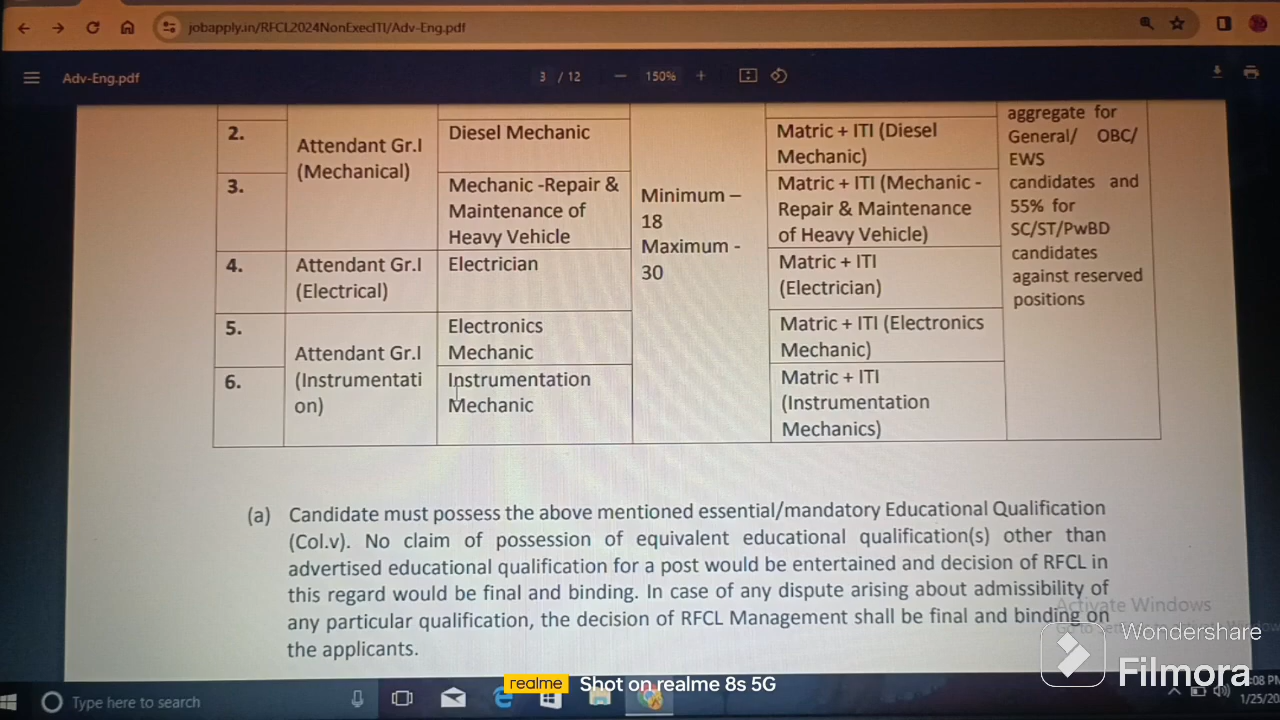 jobapply.in/RFCL2024NonExecITI/Adv-Eng.pdf
Adv-Eng.pdf
3 / 12
150%
2.
Attendant Gr.I
(Mechanical)
Diesel Mechanic
Matric + ITI (Diesel
Mechanic)
3.
Mechanic -Repair &
Maintenance of
Heavy Vehicle
Matric + ITI (Mechanic -
Repair & Maintenance
of Heavy Vehicle)
Minimum –
18
Maximum -
30
aggregate for
General/ OBC/
EWS
candidates and
55% for
SC/ST/PwBD
candidates
against reserved
positions
4.
Attendant Gr.I
(Electrical)
Electrician
Matric + ITI
(Electrician)
5.
Attendant Gr.I
(Instrumentati
on)
Electronics
Mechanic
Matric + ITI (Electronics
Mechanic)
6.
Instrumentation
Mechanic
Matric + ITI
(Instrumentation
Mechanics)
(a) Candidate must possess the above mentioned essential/mandatory Educational Qualification
(Col.v). No claim of possession of equivalent educational qualification(s) other than
advertised educational qualification for a post would be entertained and decision of RFCL in
this regard would be final and binding. In case of any dispute arising about admissibility of
any particular qualification, the decision of RFCL Management shall be final and binding on
the applicants.
Activate Windows
Wondershare
Filmora
Type here to search
realme Shot on realme 8s 5G
:08 PM
1/25/20